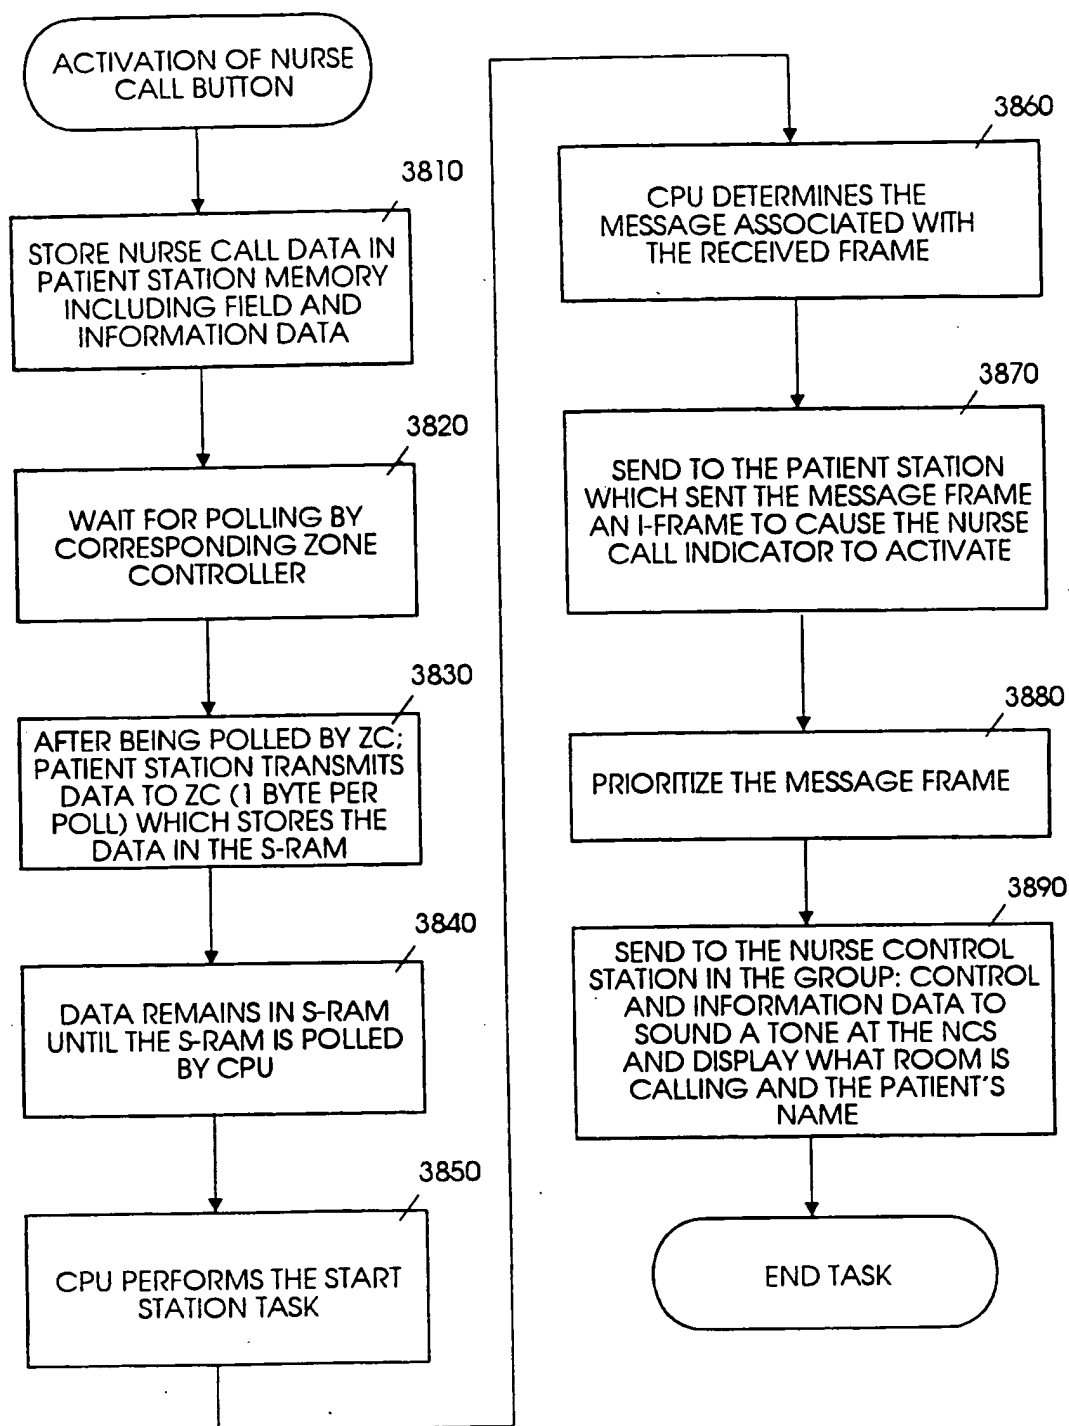 ACTIVATION OF NURSE
CALL BUTTON
3810
STORE NURSE CALL DATA IN
PATIENT STATION MEMORY
INCLUDING FIELD AND
INFORMATION DATA
3820
WAIT FOR POLLING BY
CORRESPONDING ZONE
CONTROLLER
3830
AFTER BEING POLLED BY ZC;
PATIENT STATION TRANSMITS
DATA TO ZC (1 BYTE PER
POLL) WHICH STORES THE
DATA IN THE S-RAM
3840
DATA REMAINS IN S-RAM
UNTIL THE S-RAM IS POLLED
BY CPU
3850
CPU PERFORMS THE START
STATION TASK
3860
CPU DETERMINES THE
MESSAGE ASSOCIATED WITH
THE RECEIVED FRAME
3870
SEND TO THE PATIENT STATION
WHICH SENT THE MESSAGE FRAME
AN I-FRAME TO CAUSE THE NURSE
CALL INDICATOR TO ACTIVATE
3880
PRIORITIZE THE MESSAGE FRAME
3890
SEND TO THE NURSE CONTROL
STATION IN THE GROUP: CONTROL
AND INFORMATION DATA TO
SOUND A TONE AT THE NCS
AND DISPLAY WHAT ROOM IS
CALLING AND THE PATIENT'S
NAME
END TASK